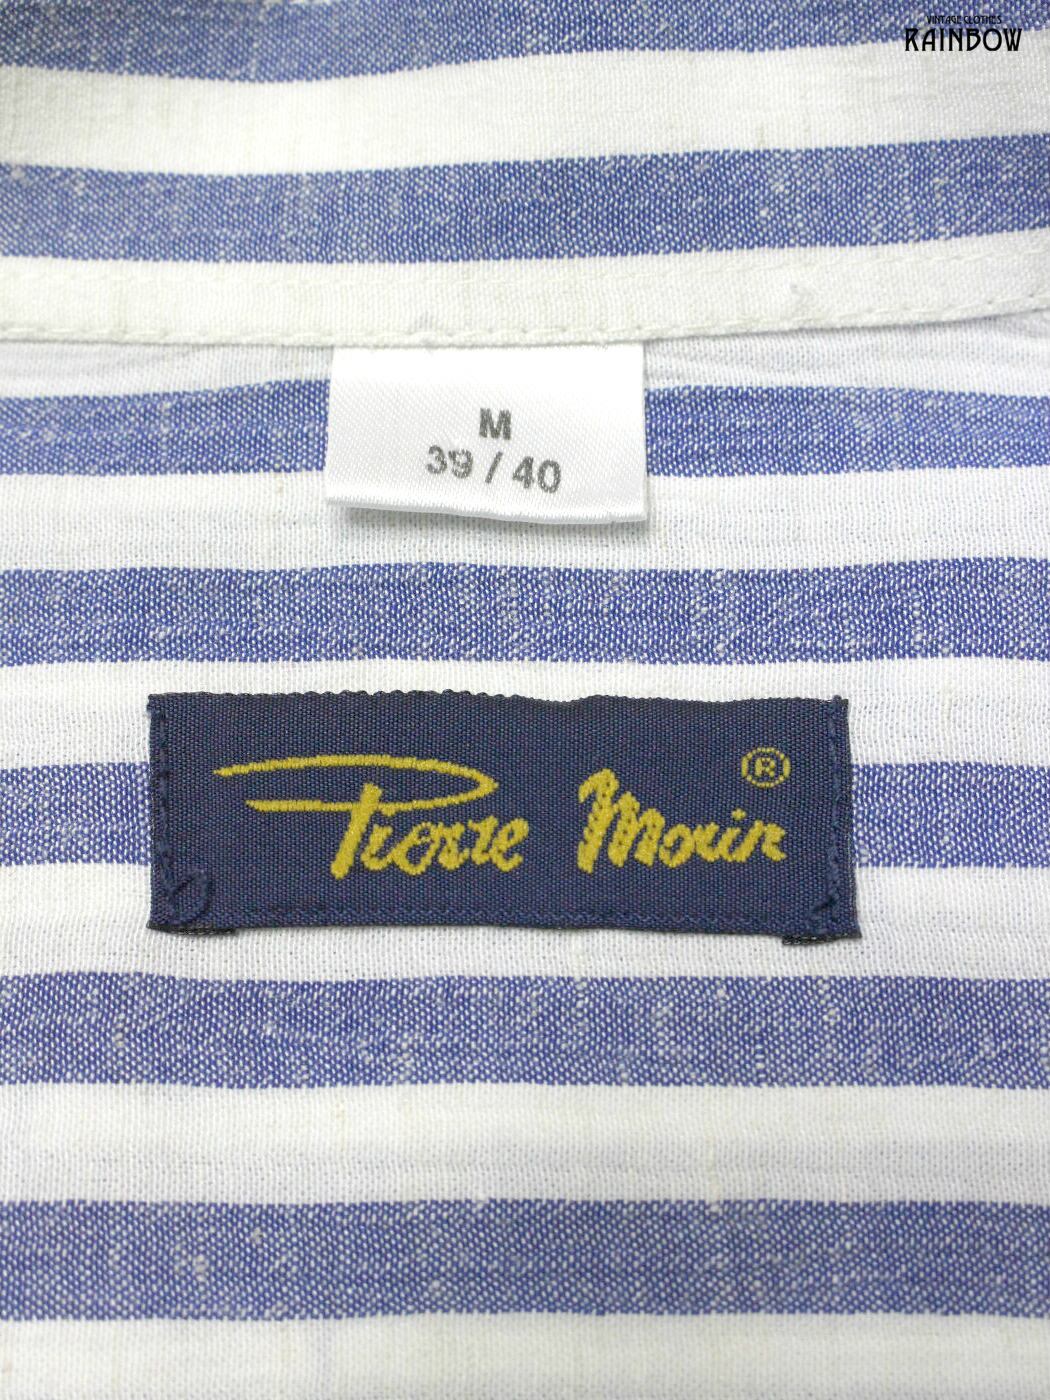 VINTAGE CLOTHES
RAINBOW
M
39 / 40
Pierre Morin ®